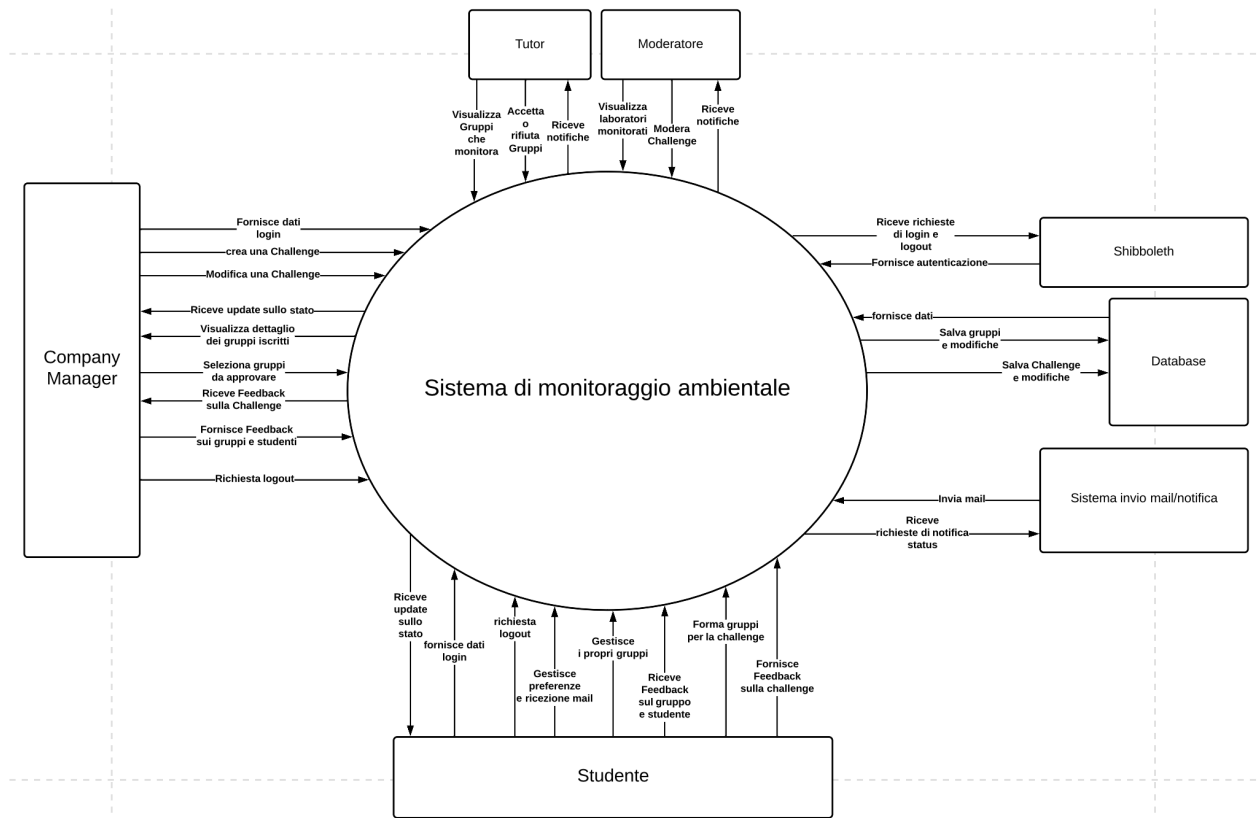 Tutor
Moderatore
Visualizza
Gruppi
che
monitora
Accetta
o
rifiuta
Gruppi
Riceve
notifiche
Visualizza
laboratori
monitorati
Modera
Challenge
Riceve
notifiche
Company
Manager
Fornisce dati
login
crea una Challenge
Modifica una Challenge
Riceve update sullo stato
Visualizza dettaglio
dei gruppi iscritti
Seleziona gruppi
da approvare
Riceve Feedback
sulla Challenge
Fornisce Feedback
sui gruppi e studenti
Richiesta logout
Sistema di monitoraggio ambientale
Riceve richieste
di login e
logout
Fornisce autenticazione
Shibboleth
fornisce dati
Salva gruppi
e modifiche
Salva Challenge
e modifiche
Database
Invia mail
Riceve
richieste di notifica
status
Sistema invio mail/notifica
Riceve
update
sullo
stato
fornisce dati
login
richiesta
logout
Gestisce
preferenze
e ricezione mail
Gestisce
i propri gruppi
Riceve
Feedback
sul gruppo
e studente
Forma gruppi
per la challenge
Fornisce
Feedback
sulla challenge
Studente